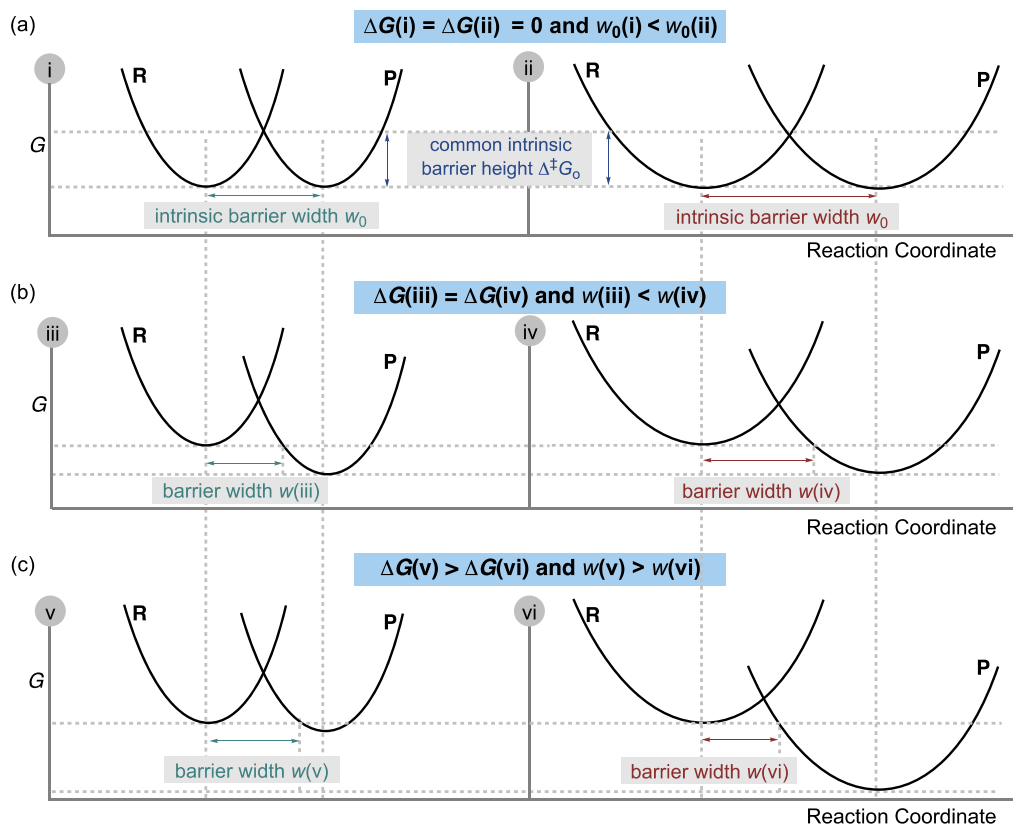 (a)
ΔG(i) = ΔG(ii) = 0 and w₀(i) < w₀(ii)
i
R
P
ii
R
P
G
common intrinsic
barrier height Δ‡Gₒ
intrinsic barrier width w₀
intrinsic barrier width w₀
Reaction Coordinate
(b)
ΔG(iii) = ΔG(iv) and w(iii) < w(iv)
iii
R
P
iv
R
P
G
barrier width w(iii)
barrier width w(iv)
Reaction Coordinate
(c)
ΔG(v) > ΔG(vi) and w(v) > w(vi)
v
R
P
vi
R
P
G
barrier width w(v)
barrier width w(vi)
Reaction Coordinate